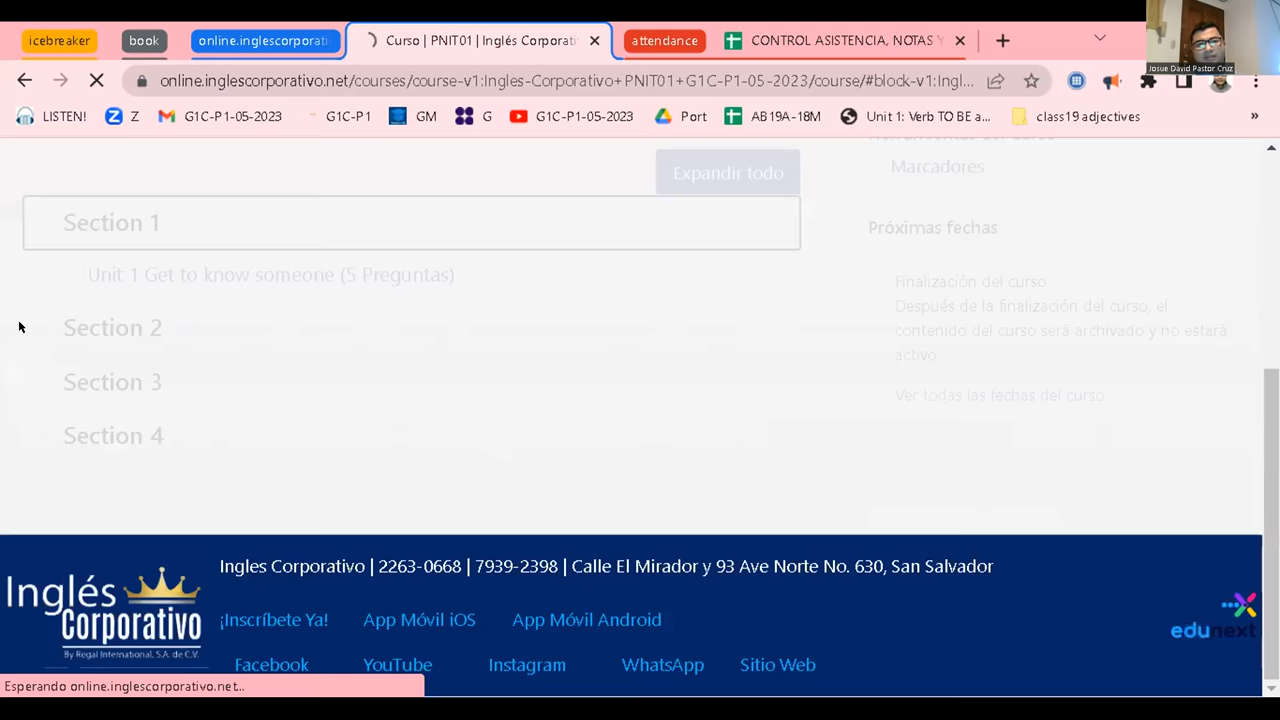 icebreaker
book
online.inglescorporati
Curso | PNIT01 | Inglés Corporati
attendance
CONTROL ASISTENCIA, NOTAS Y
Josue David Pastor Cruz
online.inglescorporativo.net/courses/course-v1:Ingles-Corporativo+PNIT01+G1C-P1-05-2023/course/#block-v1:Ingl...
LISTEN!
Z
G1C-P1-05-2023
G1C-P1
GM
G
G1C-P1-05-2023
Port
AB19A-18M
Unit 1: Verb TO BE a...
class19 adjectives
»
Herramientas del Curso
Marcadores
Expandir todo
Section 1
Unit 1 Get to know someone (5 Preguntas)
Section 2
Section 3
Section 4
Próximas fechas
Finalización del curso
Después de la finalización del curso, el
contenido del curso será archivado y no estará
activo.
Ver todas las fechas del curso
Inglés
Corporativo
By Regal International, S.A. de C.V.
Ingles Corporativo | 2263-0668 | 7939-2398 | Calle El Mirador y 93 Ave Norte No. 630, San Salvador
¡Inscríbete Ya!
App Móvil iOS
App Móvil Android
Facebook
YouTube
Instagram
WhatsApp
Sitio Web
edunext
Esperando online.inglescorporativo.net...